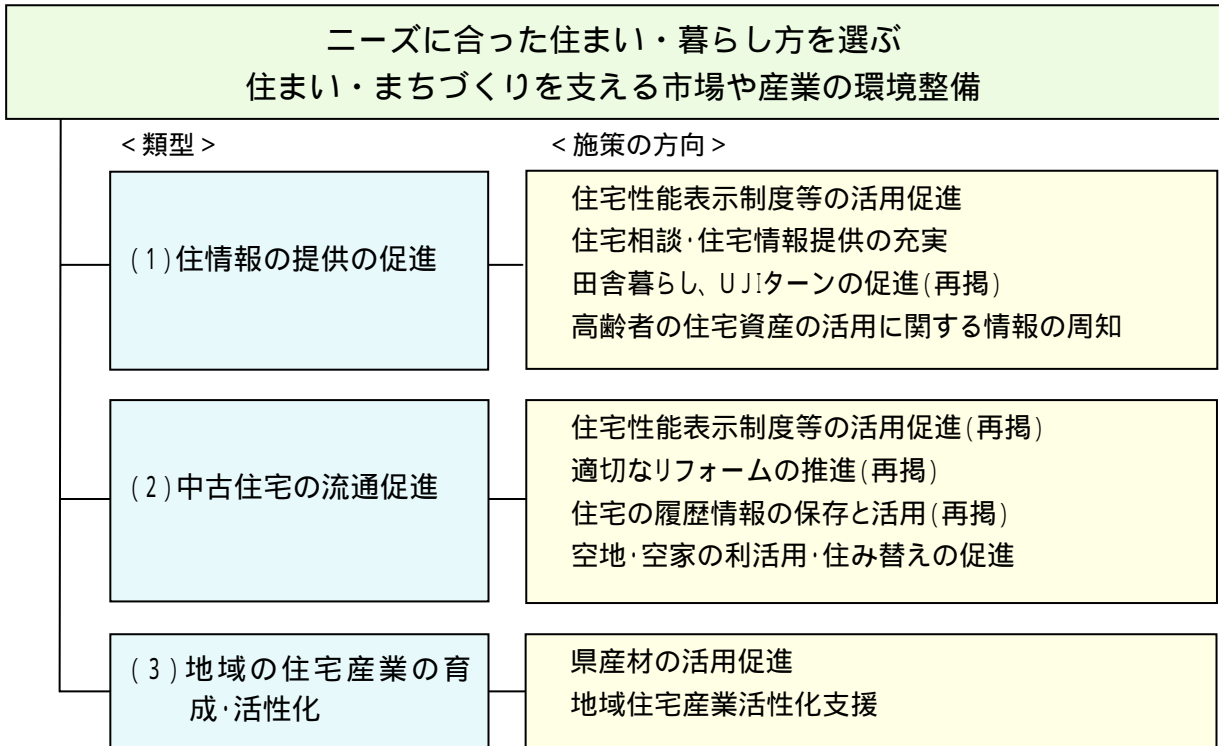 ニーズに合った住まい・暮らし方を選ぶ
住まい・まちづくりを支える市場や産業の環境整備
<類型>
<施策の方向>
(1)住情報の提供の促進
住宅性能表示制度等の活用促進
住宅相談・住宅情報提供の充実
田舎暮らし、UJIターンの促進(再掲)
高齢者の住宅資産の活用に関する情報の周知
(2)中古住宅の流通促進
住宅性能表示制度等の活用促進(再掲)
適切なリフォームの推進(再掲)
住宅の履歴情報の保存と活用(再掲)
空地・空家の利活用・住み替えの促進
(3)地域の住宅産業の育
成・活性化
県産材の活用促進
地域住宅産業活性化支援